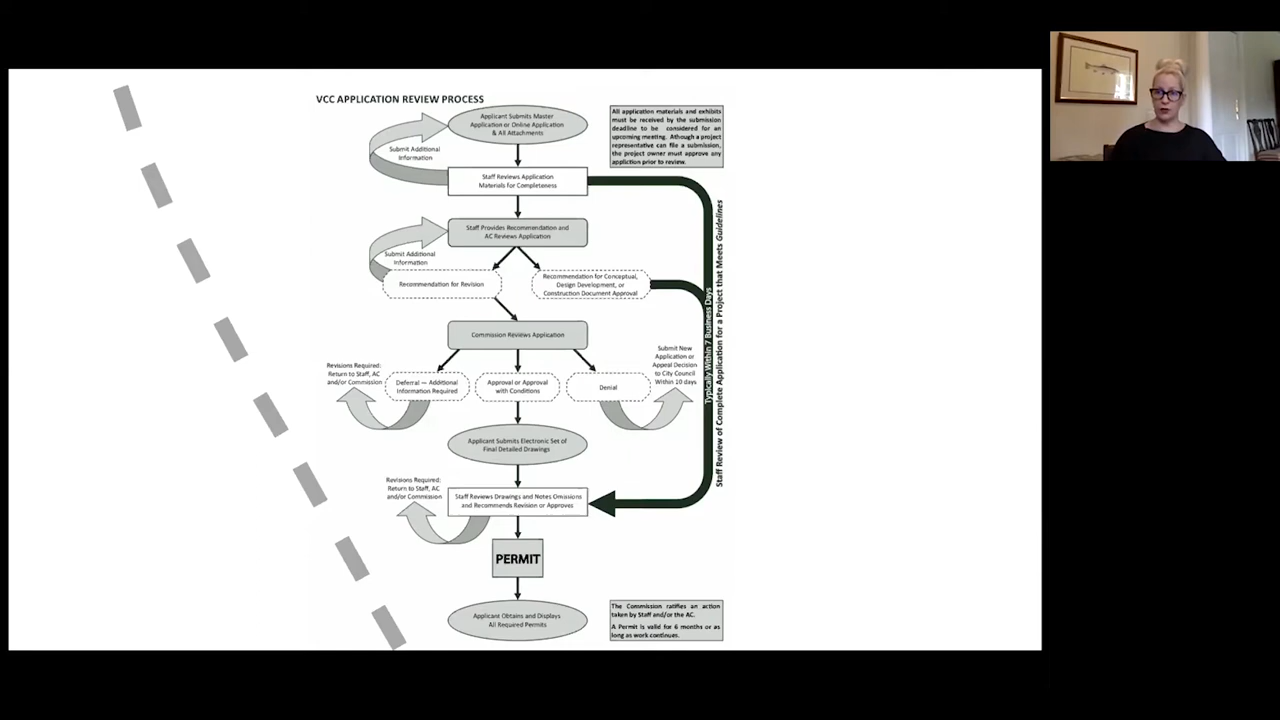 VCC APPLICATION REVIEW PROCESS
Applicant Submits Master
Application or Online Application
& All Attachments
All application materials and exhibits
must be received by the submission
deadline to be considered for an
upcoming meeting. Athough a project
representative can file a submission,
the project owner must approve any
appliction prior to review.
Submit Additional
Information
Staff Reviews Application
Materials for Completeness
Staff Provides Recommendation and
AC Reviews Application
Submit Additional
Information
Recommendation for Revision
Recommendation for Conceptual,
Design Development, or
Construction Document Approval
Commission Reviews Application
Revisions Required:
Return to Staff, AC
and/or Commission
Deferral — Additional
Information Required
Approval or Approval
with Conditions
Denial
Submit New
Application or
Appeal Decision
to City Council
Within 10 days
Typically Within 7 Business Days
Staff Review of Complete Application for a Project that Meets Guidelines
Applicant Submits Electronic Set of
Final Detailed Drawings
Revisions Required:
Return to Staff, AC
and/or Commission
Staff Reviews Drawings and Notes Omissions
and Recommends Revision or Approves
PERMIT
Applicant Obtains and Displays
All Required Permits
The Commission ratifies an action
taken by Staff and/or the AC.
A Permit is valid for 6 months or as
long as work continues.